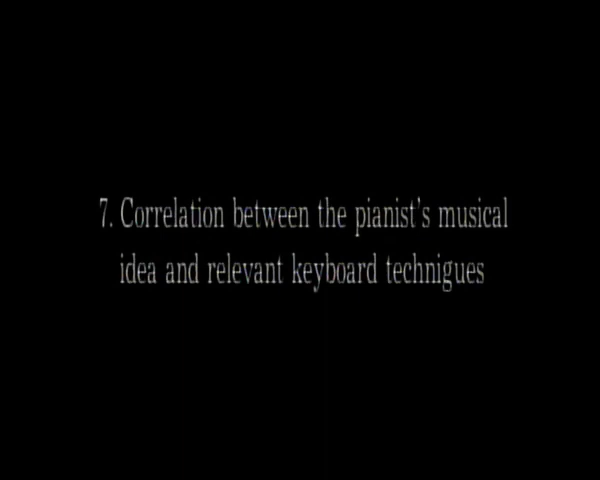 7. Correlation between the pianist's musical
idea and relevant keyboard technigues